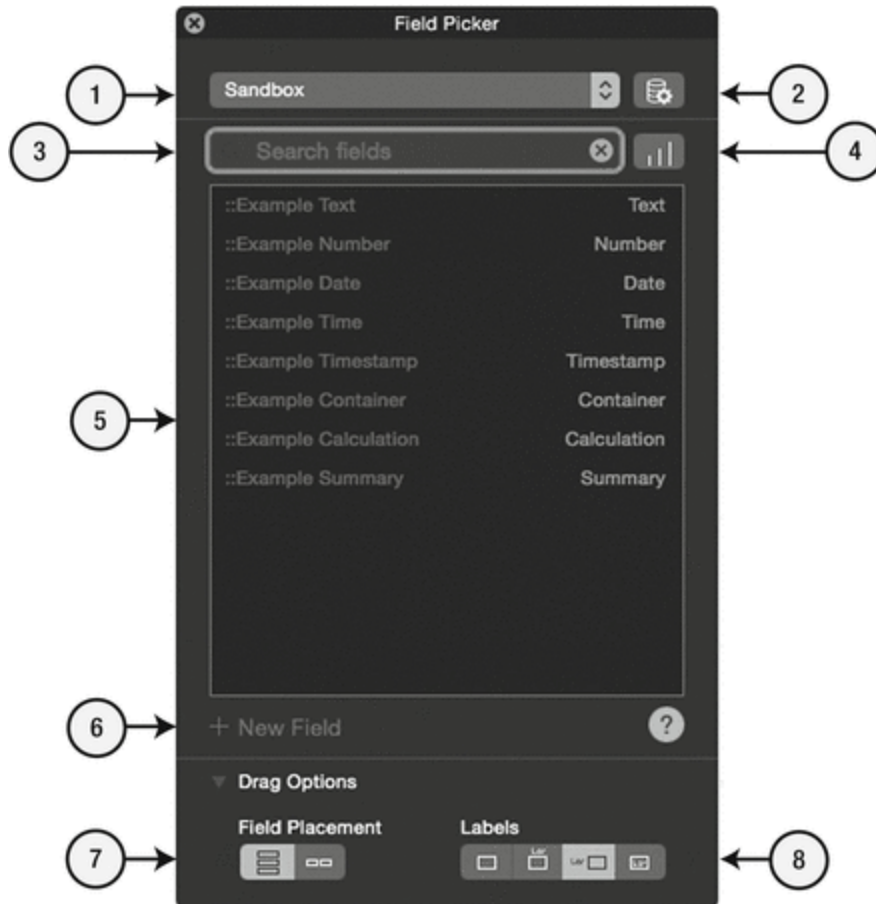 Field Picker
1
Sandbox
2
3
Search fields
4
::Example Text Text
::Example Number Number
::Example Date Date
::Example Time Time
::Example Timestamp Timestamp
::Example Container Container
5
::Example Calculation Calculation
::Example Summary Summary
6
+ New Field ?
Drag Options
Field Placement Labels
7
8